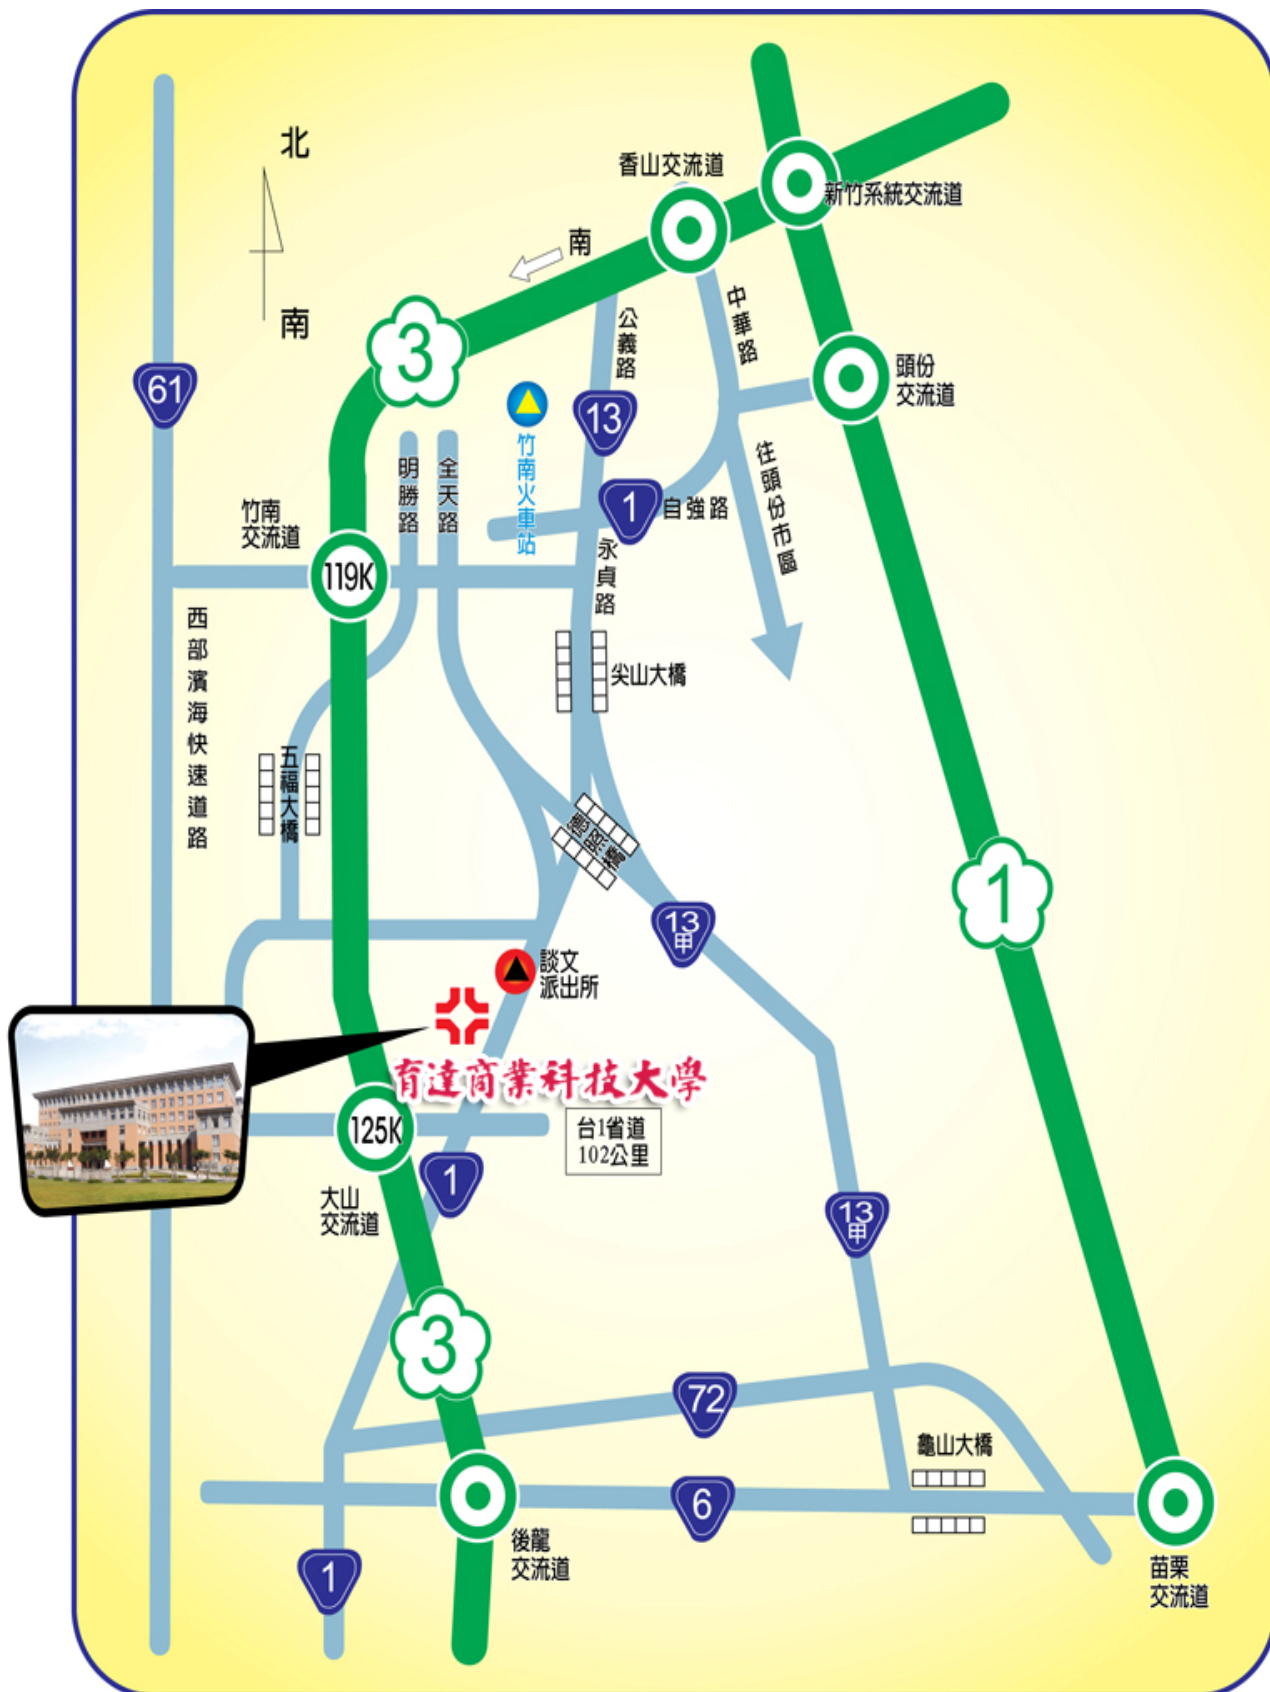 北
南
香山交流道
新竹系統交流道
南
3
公義路
中華路
61
13
頭份
交流道
竹南火車站
明勝路
全天路
1
自強路
往頭份市區
竹南
交流道
119K
永貞路
西部濱海快速道路
尖山大橋
五福大橋
德照橋
1
13
甲
談文
派出所
育達商業科技大學
125K
台1省道
102公里
1
大山
交流道
13
甲
3
72
龜山大橋
6
後龍
交流道
1
苗栗
交流道